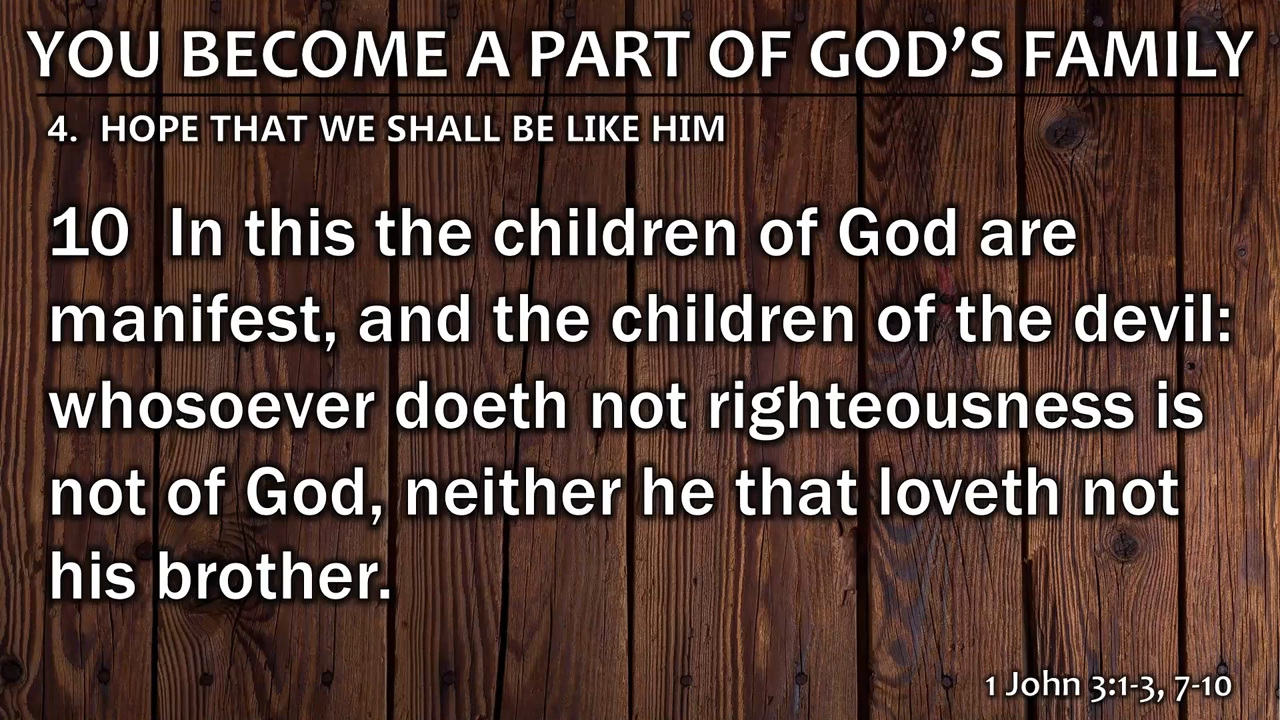 YOU BECOME A PART OF GOD’S FAMILY
4. HOPE THAT WE SHALL BE LIKE HIM
10 In this the children of God are
manifest, and the children of the devil:
whosoever doeth not righteousness is
not of God, neither he that loveth not
his brother.
1 John 3:1-3, 7-10